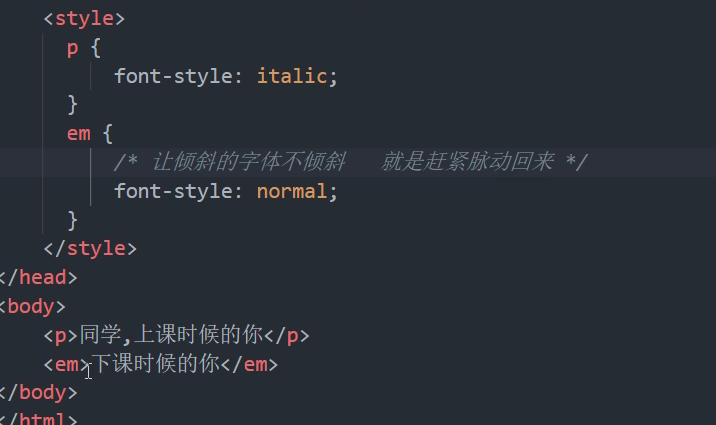 <style>
p {
font-style: italic;
}
em {
/* 让倾斜的字体不倾斜   就是赶紧脉动回来 */
font-style: normal;
}
</style>
</head>
<body>
<p>同学,上课时候的你</p>
<em>下课时候的你</em>
</body>
</html>